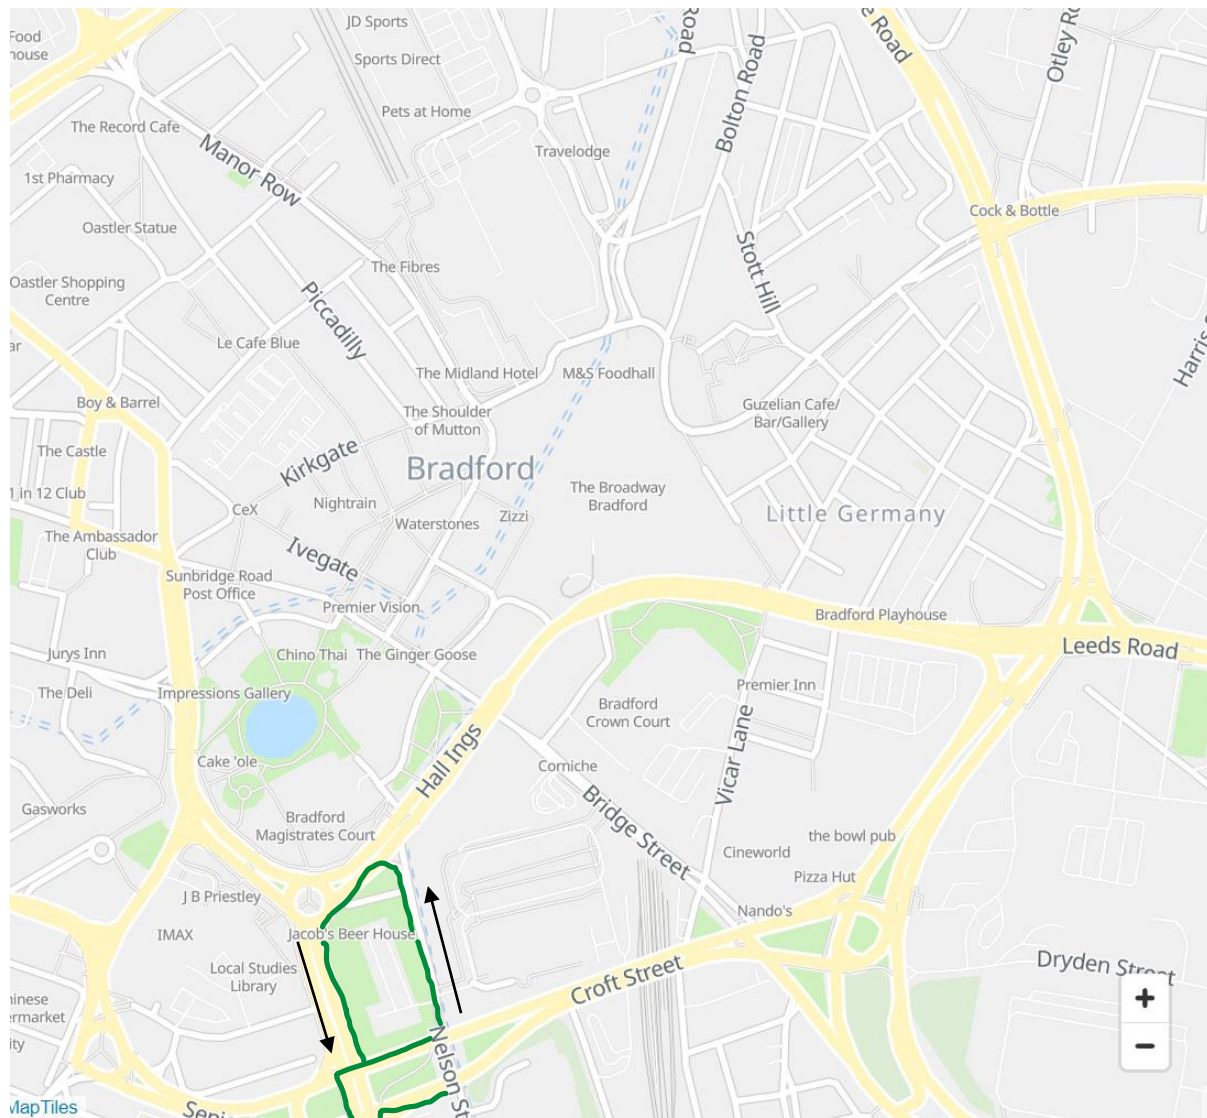 JD Sports
Food
house
Sports Direct
Road
e Road
Otley Ro
Pets at Home
Bolton Road
The Record Cafe
Travelodge
Manor Row
1st Pharmacy
Cock & Bottle
Oastler Statue
Stott Hill
The Fibres
Oastler Shopping
Centre
Piccadilly
Harris S
Le Cafe Blue
ar
The Midland Hotel
M&S Foodhall
Boy & Barrel
The Shoulder
of Mutton
Guzelian Cafe/
Bar/Gallery
The Castle
Kirkgate
Bradford
1 in 12 Club
Nightrain
The Broadway
Bradford
CeX
Waterstones
Zizzi
Little Germany
The Ambassador
Club
Ivegate
Sunbridge Road
Post Office
Premier Vision
Bradford Playhouse
Leeds Road
Jurys Inn
Chino Thai
The Ginger Goose
The Deli
Impressions Gallery
Premier Inn
Bradford
Crown Court
Hall Ings
Vicar Lane
Cake 'ole
Corniche
Gasworks
Bradford
Magistrates Court
Bridge Street
the bowl pub
Cineworld
Pizza Hut
J B Priestley
Nando's
IMAX
Jacob's Beer House
Local Studies
Library
Croft Street
Dryden Street
hinese
ermarket
ity
+
−
Nelson St
MapTiles